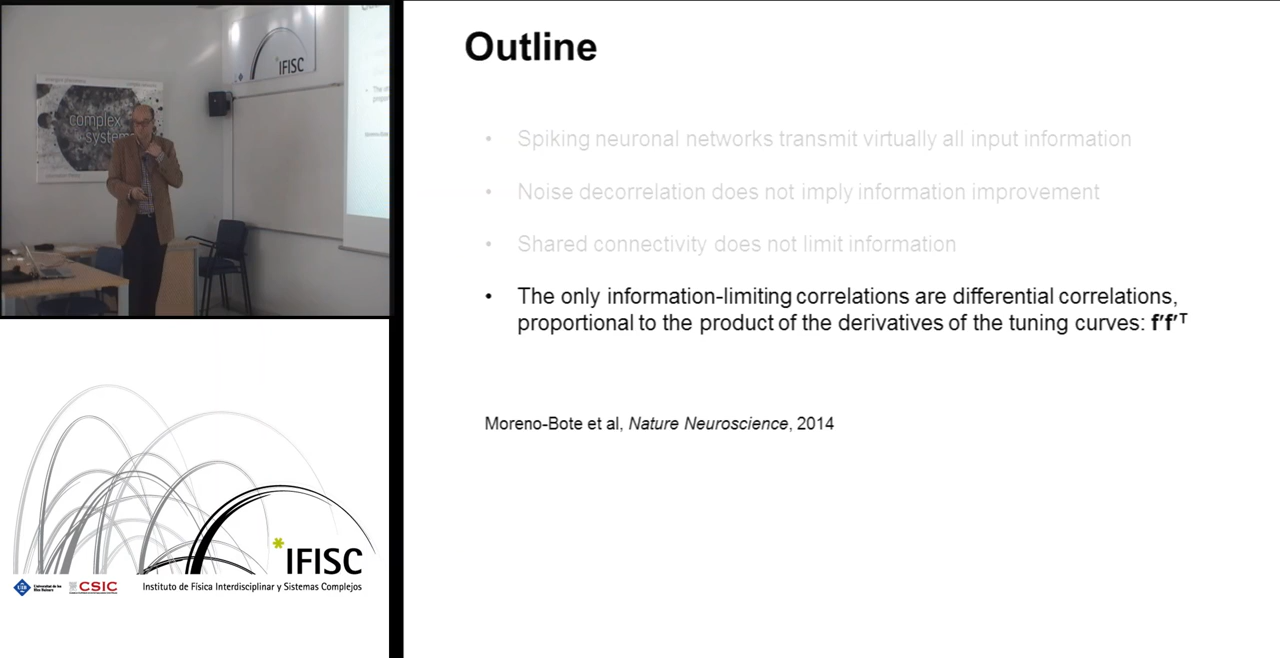 Outline
• Spiking neuronal networks transmit virtually all input information
• Noise decorrelation does not imply information improvement
• Shared connectivity does not limit information
• The only information-limiting correlations are differential correlations,
proportional to the product of the derivatives of the tuning curves: f'f'ᵀ
Moreno-Bote et al, Nature Neuroscience, 2014
*IFISC
complex
systems
*IFISC
CSIC
Instituto de Física Interdisciplinar y Sistemas Complejos